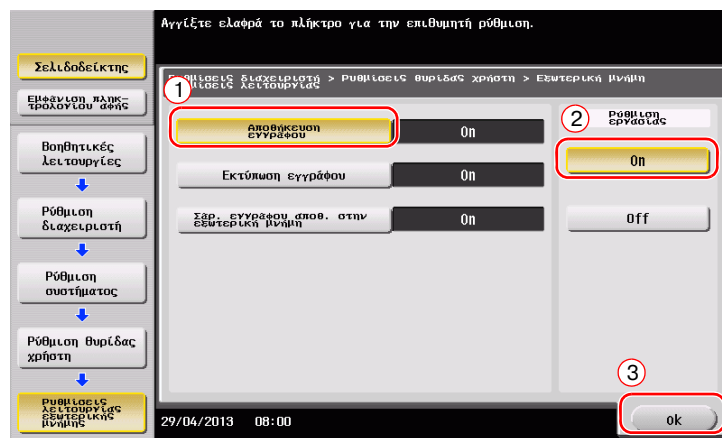 Αγγίξτε ελαφρά το πλήκτρο για την επιθυμητή ρύθμιση.
Σελιδοδείκτης
Εμφάνιση πληκ-
τρολογίου αφής
Βοηθητικές
λειτουργίες
Ρύθμιση
διαχειριστή
Ρύθμιση
συστήματος
Ρύθμιση θυρίδας
χρήστη
Ρυθμίσεις
λειτουργίας
εξωτερικής
μνήμης
Ρυθμίσεις διαχειριστή > Ρυθμίσεις θυρίδας χρήστη > Εξωτερική μνήμη
Ρυθμίσεις λειτουργίας
1
Αποθήκευση
εγγράφου
On
Εκτύπωση εγγράφου
On
Σάρ. εγγράφου αποθ. στην
εξωτερική μνήμη
On
2
Ρύθμιση
εργασίας
On
Off
3
29/04/2013 08:00
ok